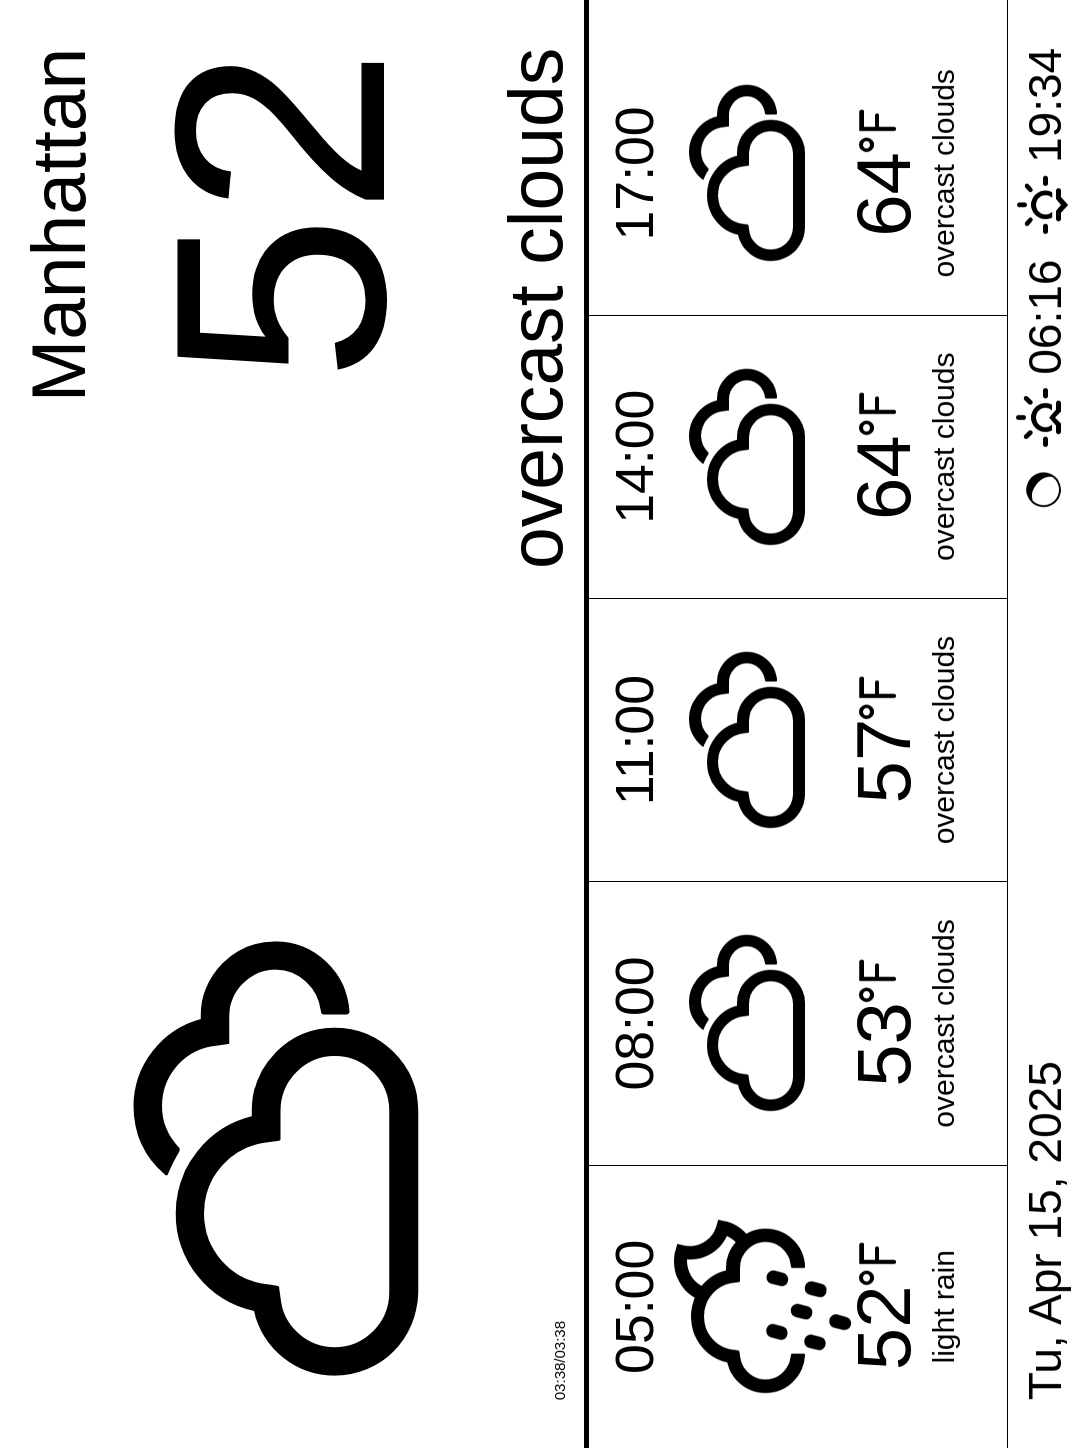 Manhattan
52
overcast clouds
03:38/03:38
05:00
52°F
light rain
08:00
53°F
overcast clouds
11:00
57°F
overcast clouds
14:00
64°F
overcast clouds
17:00
64°F
overcast clouds
Tu, Apr 15, 2025
06:16 19:34